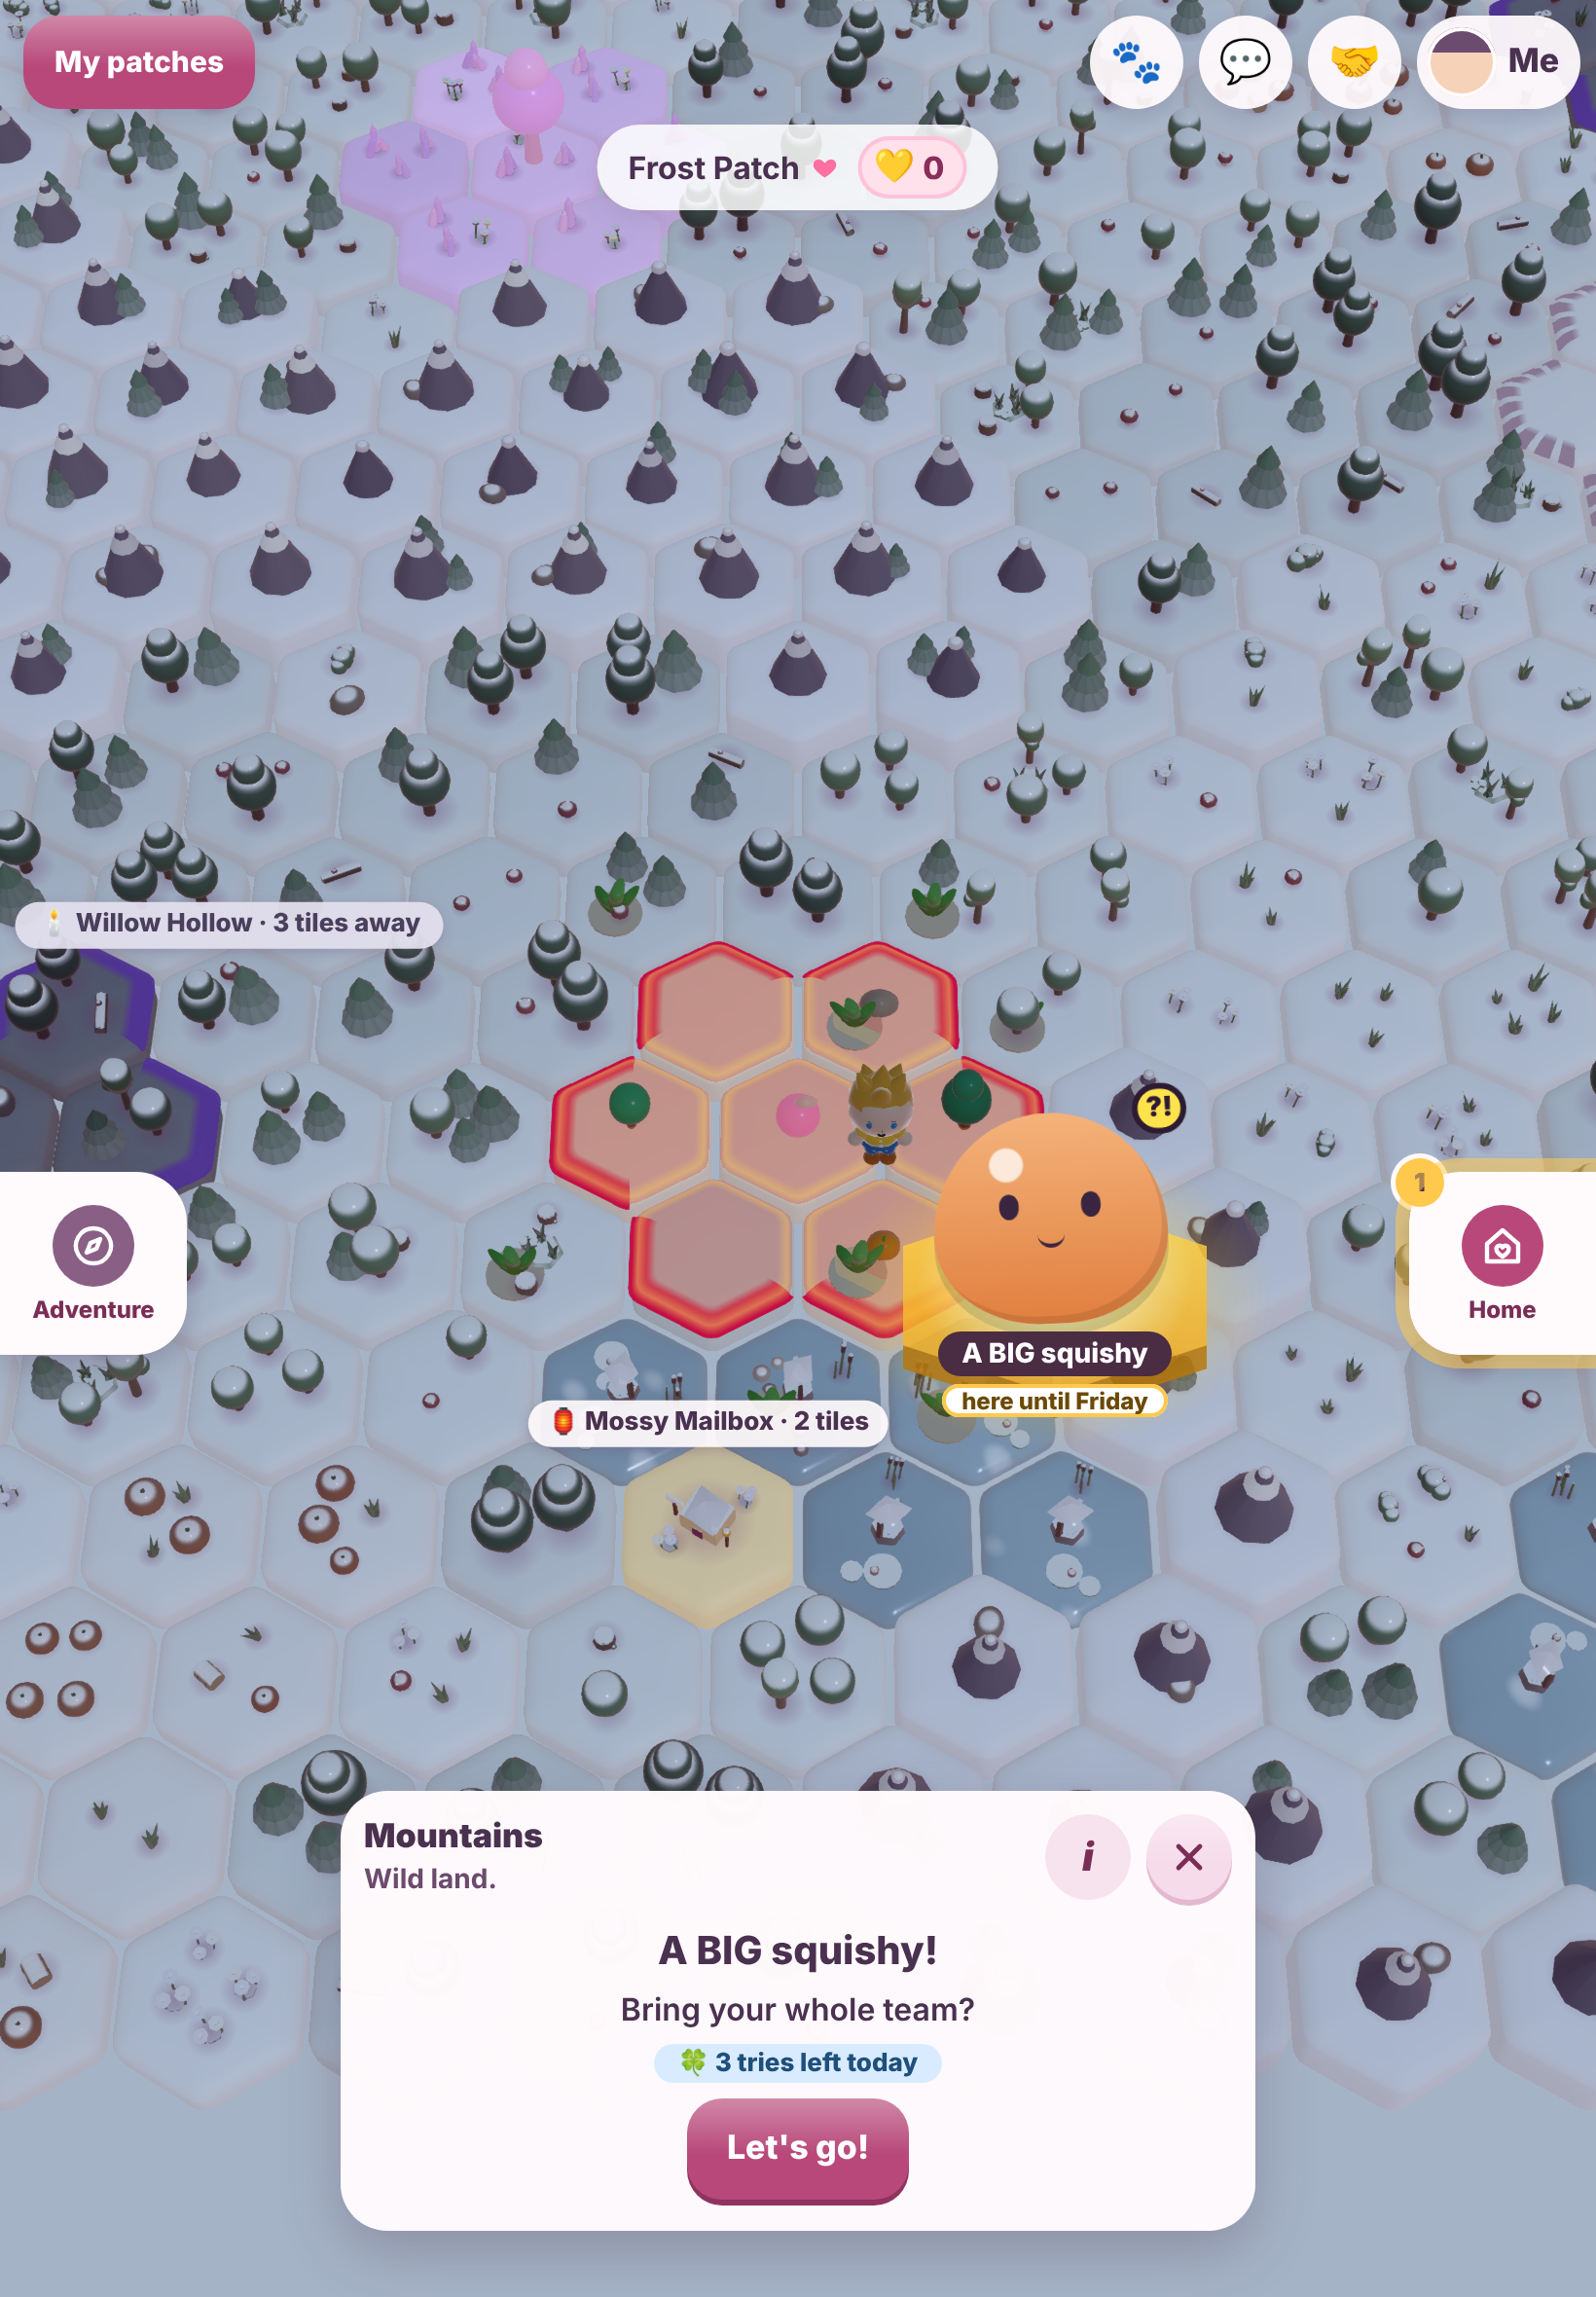 My patches
Me
Frost Patch
0
Willow Hollow · 3 tiles away
?!
1
Adventure
Home
A BIG squishy
here until Friday
Mossy Mailbox · 2 tiles
Mountains
i
Wild land.
A BIG squishy!
Bring your whole team?
3 tries left today
Let's go!